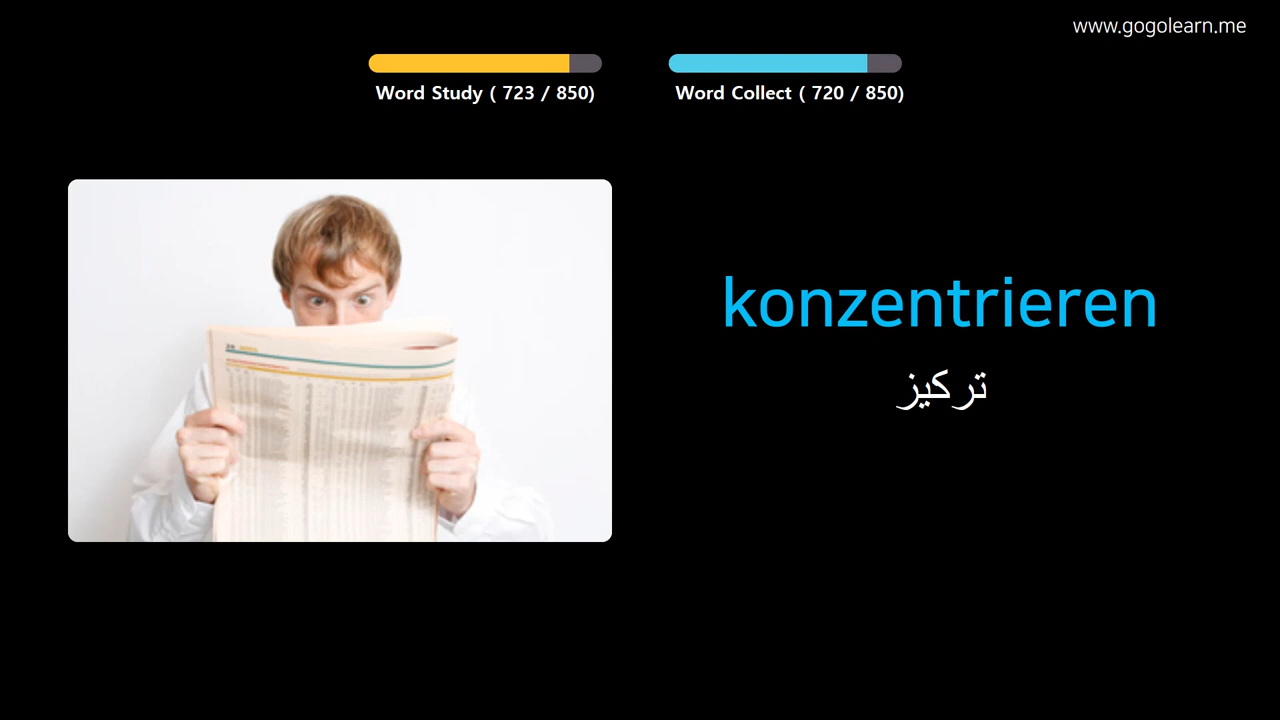 www.gogolearn.me
Word Study ( 723 / 850)
Word Collect ( 720 / 850)
konzentrieren
تركيز